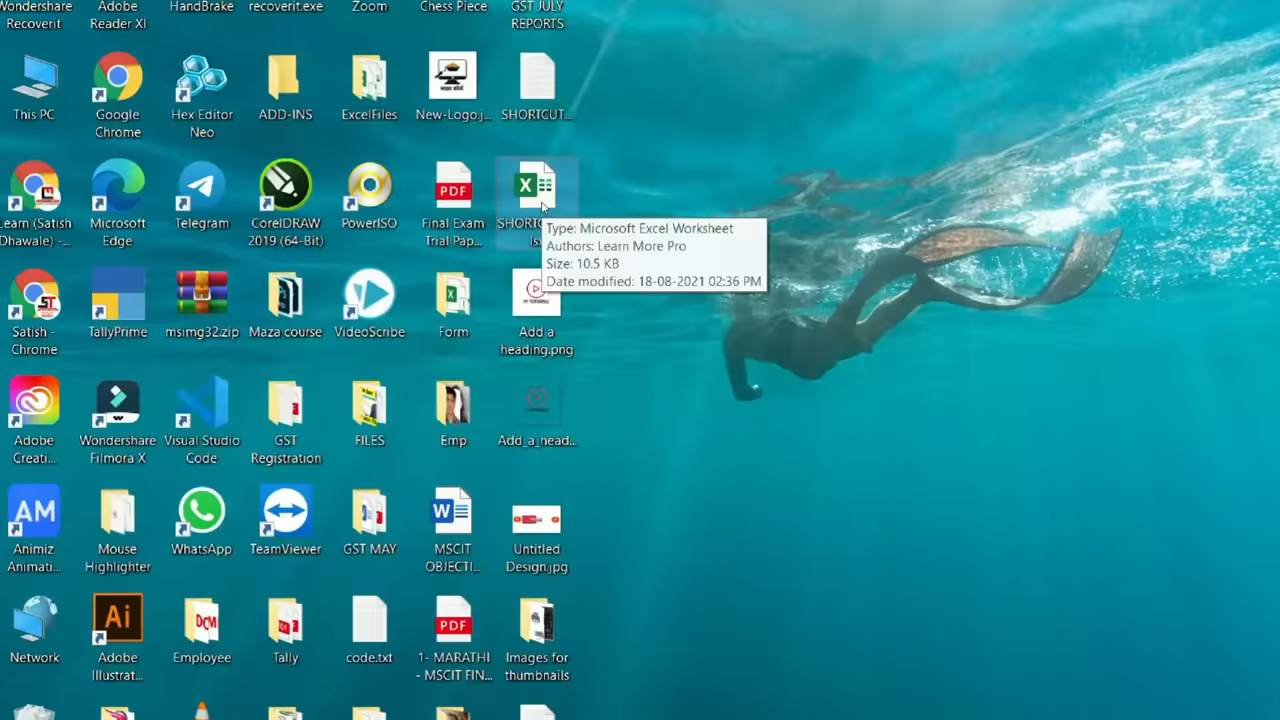 Wondershare Recoverit
Adobe Reader XI
HandBrake
recoverit.exe
Zoom
Chess Piece
GST JULY REPORTS
This PC
Google Chrome
Hex Editor Neo
ADD-INS
ExcelFiles
New-Logo.j...
SHORTCUT...
Learn (Satish Dhawale) -...
Microsoft Edge
Telegram
CorelDRAW 2019 (64-Bit)
PowerISO
PDF
Final Exam Trial Pap...
X
Type: Microsoft Excel Worksheet
Authors: Learn More Pro
Size: 10.5 KB
Date modified: 18-08-2021 02:36 PM
Satish - Chrome
TallyPrime
msimg32.zip
Maza course
VideoScribe
Form
Add a heading.png
Adobe Creati...
Wondershare Filmora X
Visual Studio Code
GST Registration
FILES
Emp
Add_a_head...
AM
Animiz Animati...
Mouse Highlighter
WhatsApp
TeamViewer
GST MAY
W
MSCIT OBJECTI...
Untitled Design.jpg
Network
Ai
Adobe Illustrat...
DCM
Employee
Tally
code.txt
PDF
1- MARATHI - MSCIT FIN...
Images for thumbnails